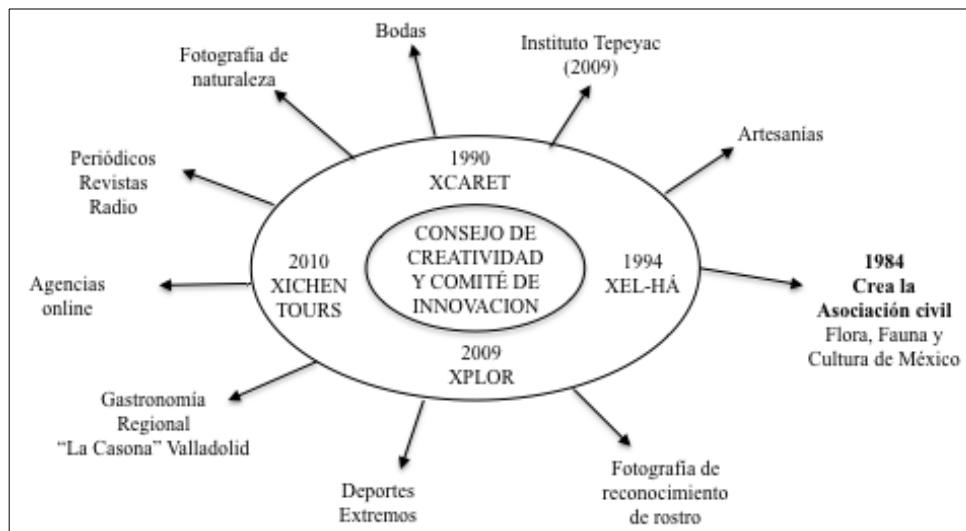 Bodas
Fotografía de
naturaleza
Instituto Tepeyac
(2009)
Artesanías
Periódicos
Revistas
Radio
1990
XCARET
CONSEJO DE
CREATIVIDAD
Y COMITÉ DE
INNOVACION
2010
XICHEN
TOURS
1994
XEL-HÁ
1984
Crea la
Asociación civil
Flora, Fauna y
Cultura de México
Agencias
online
2009
XPLOR
Gastronomía
Regional
“La Casona” Valladolid
Deportes
Extremos
Fotografía de
reconocimiento
de rostro